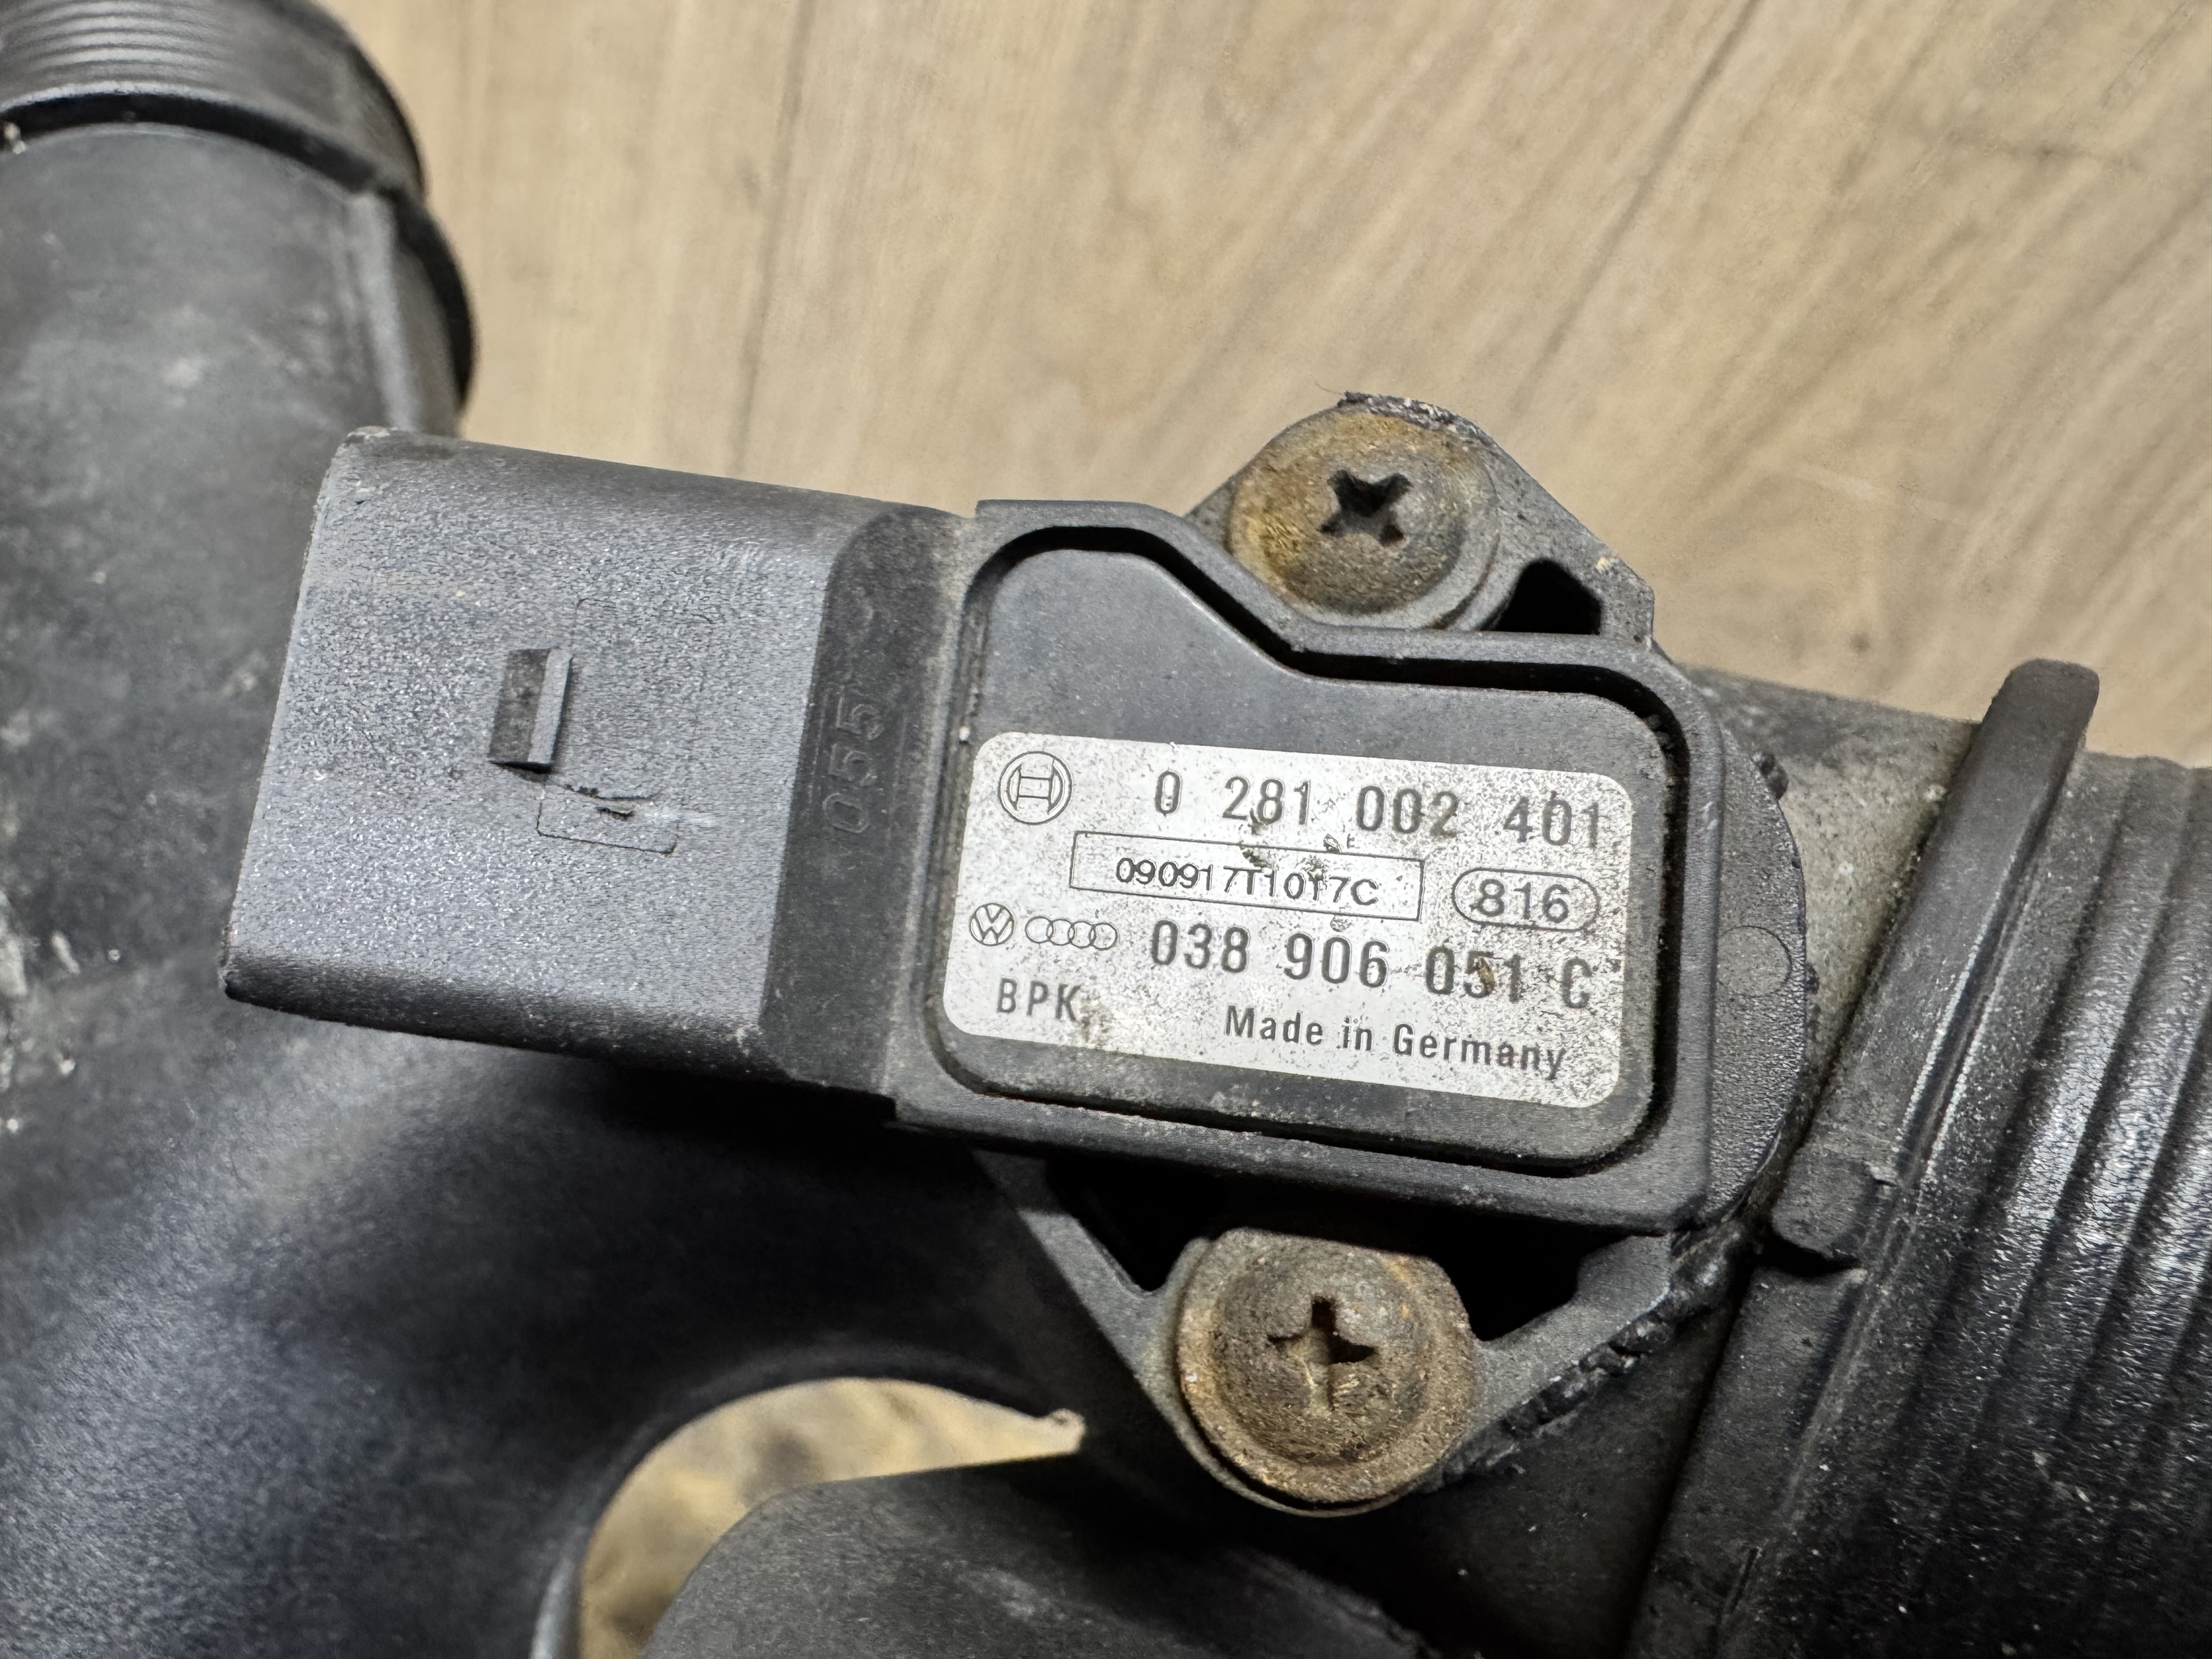 055
0 281 002 401
090917T1017C
816
038 906 051 C
BPK
Made in Germany